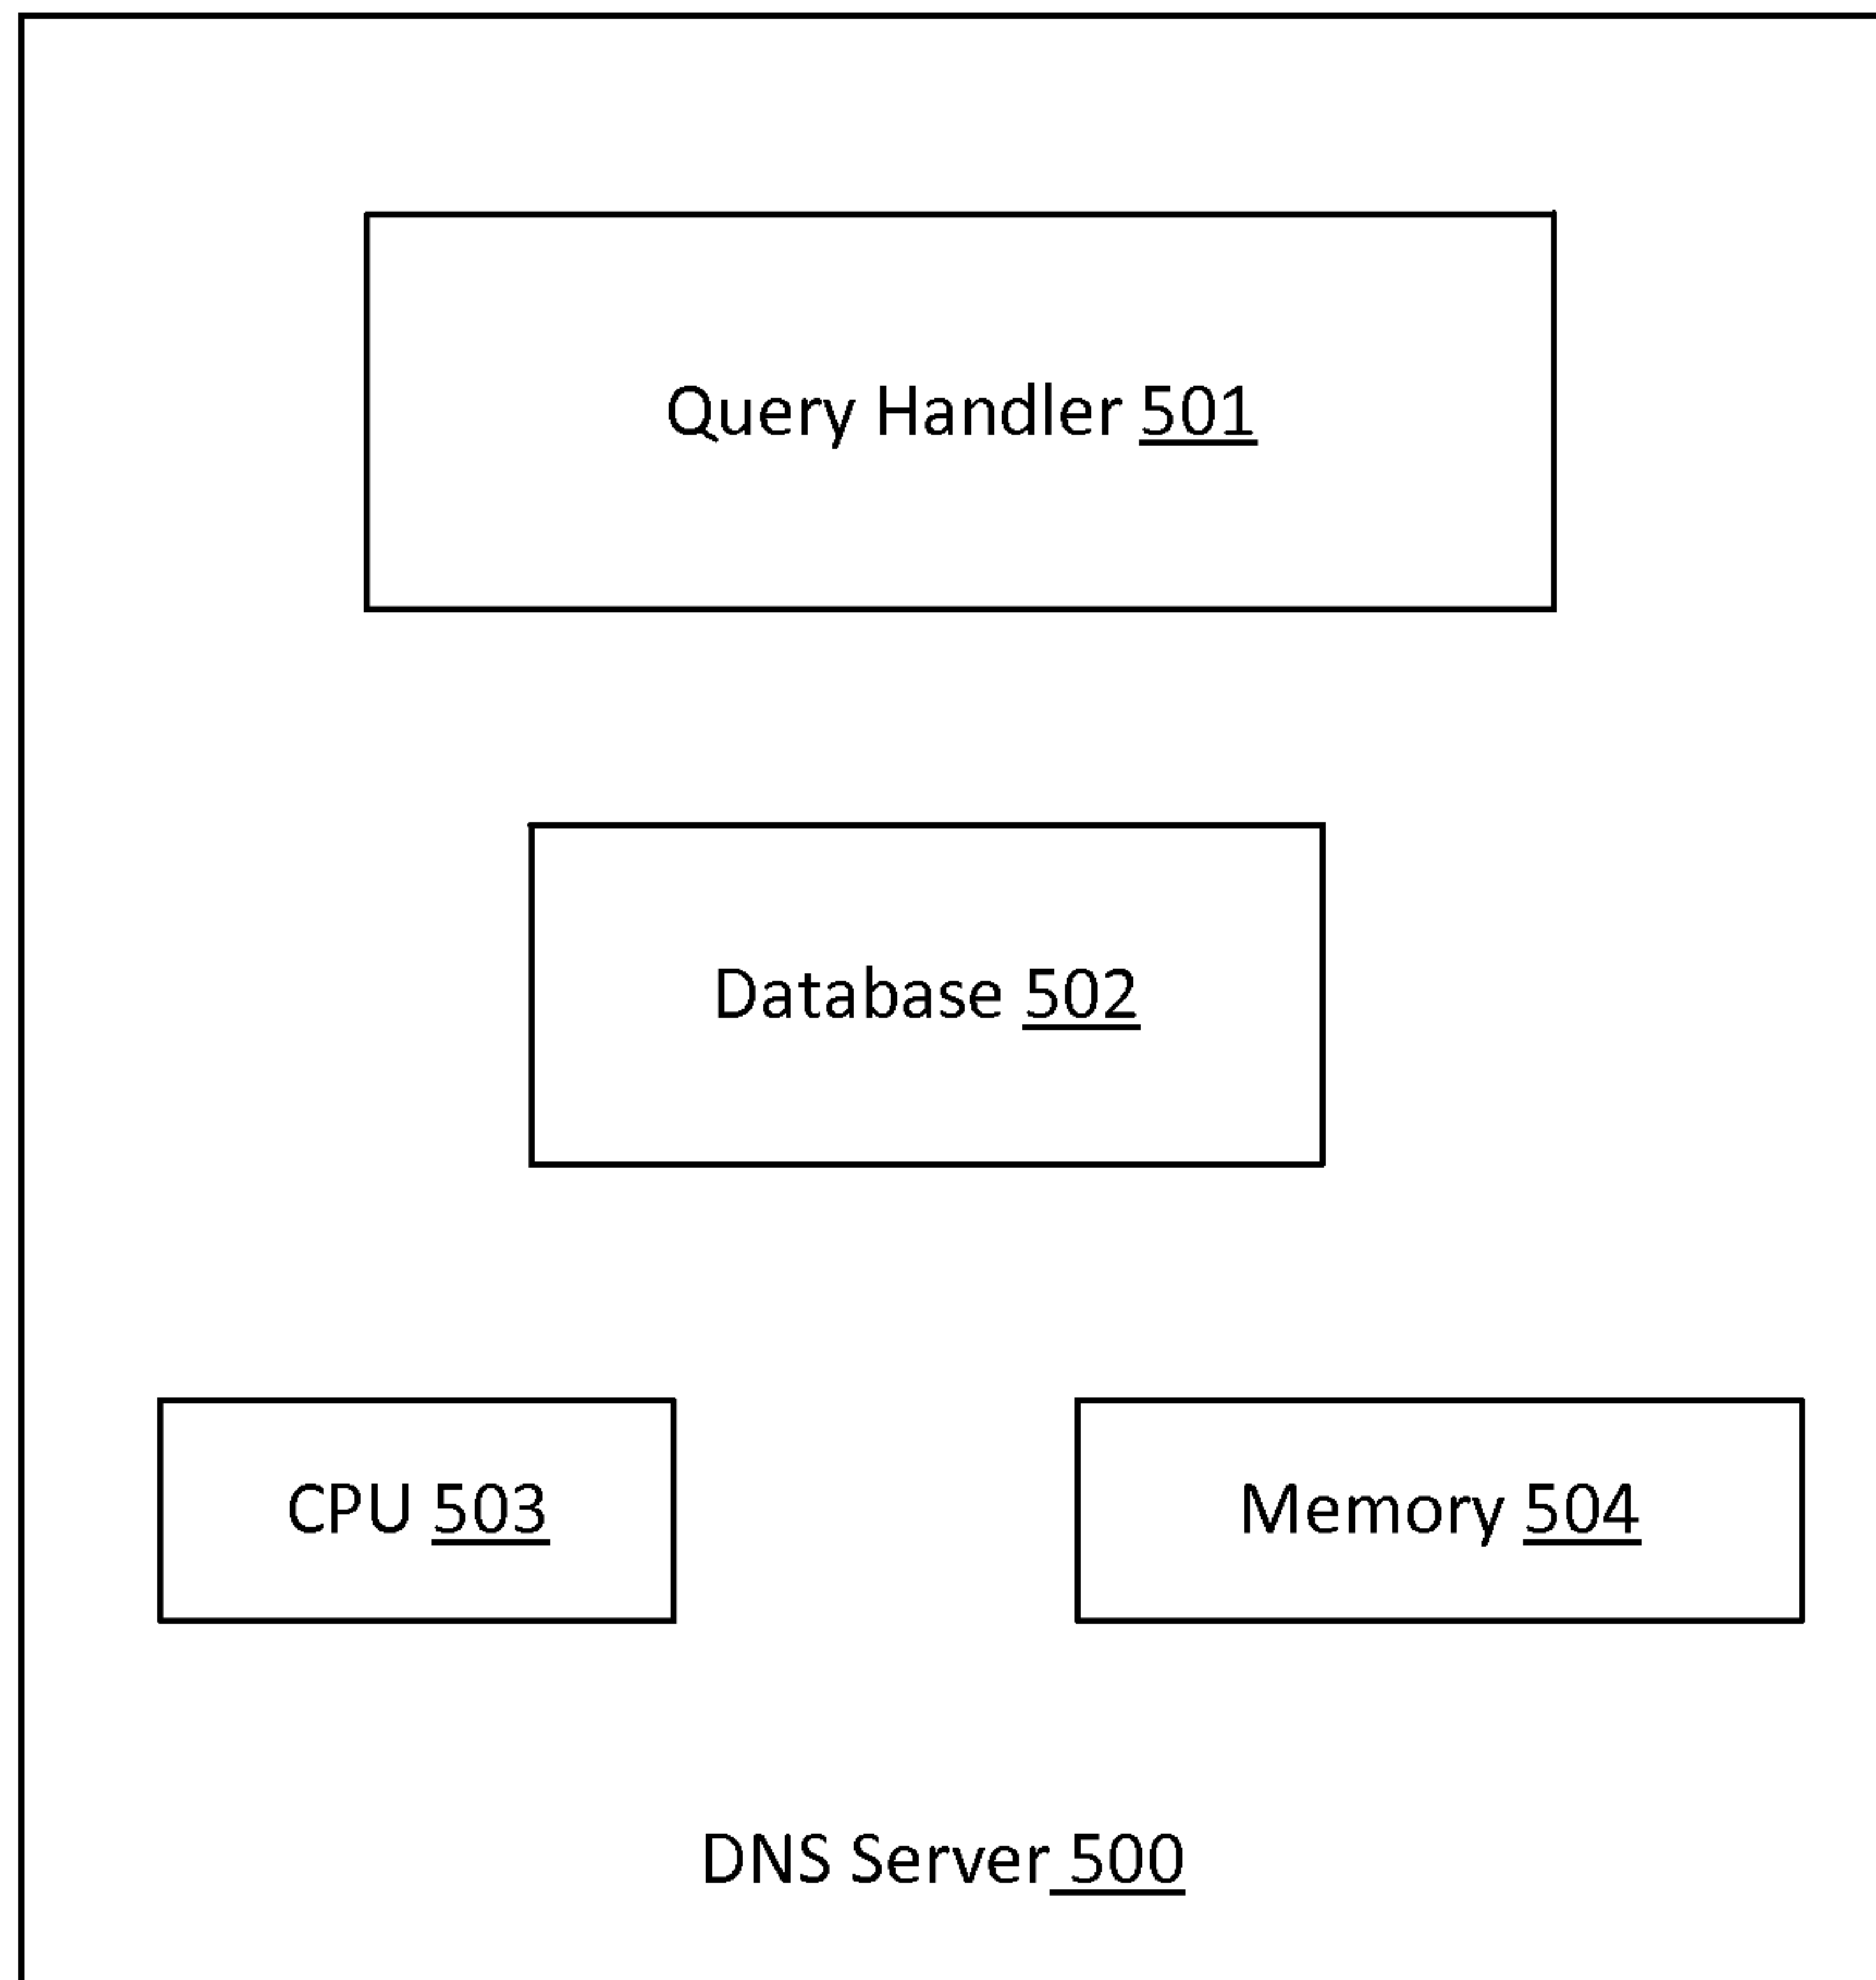 Query Handler 501
Database 502
CPU 503
Memory 504
DNS Server 500